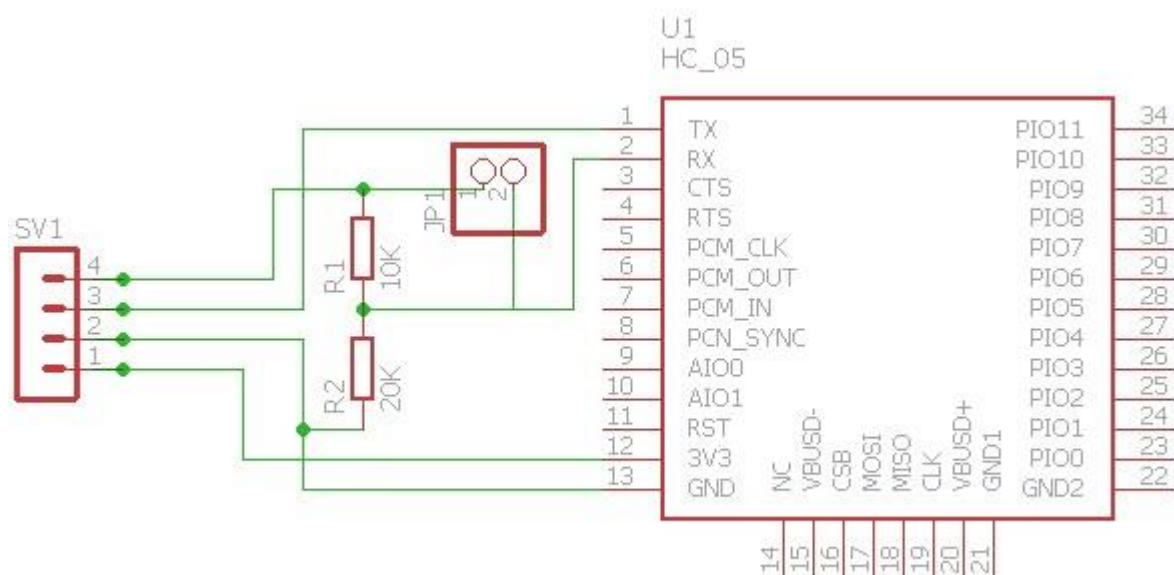 U1
HC_05
SV1
4
3
2
1
R1
10K
R2
20K
JP1
1
2
1 TX
2 RX
3 CTS
4 RTS
5 PCM_CLK
6 PCM_OUT
7 PCM_IN
8 PCN_SYNC
9 AIO0
10 AIO1
11 RST
12 3V3
13 GND
14 NC
15 VBUSD-
16 CSB
17 MOSI
18 MISO
19 CLK
20 VBUSD+
21 GND1
PIO11 34
PIO10 33
PIO9 32
PIO8 31
PIO7 30
PIO6 29
PIO5 28
PIO4 27
PIO3 26
PIO2 25
PIO1 24
PIO0 23
GND2 22